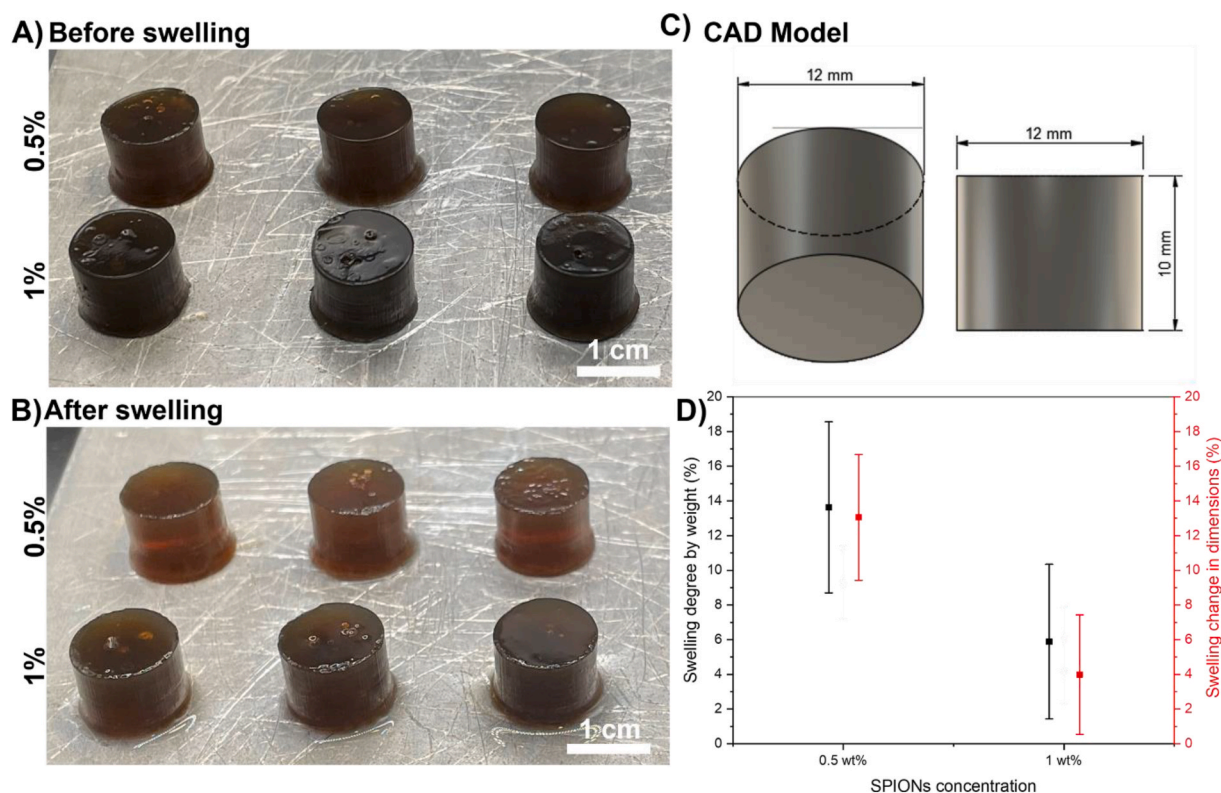 A) Before swelling
0.5%
1%
1 cm
B) After swelling
0.5%
1%
1 cm
C) CAD Model
12 mm
12 mm
10 mm
D)
Swelling degree by weight (%)
20
18
16
14
12
10
8
6
4
2
0
20
18
16
14
12
10
8
6
4
2
0
Swelling change in dimensions (%)
0.5 wt%
1 wt%
SPIONs concentration